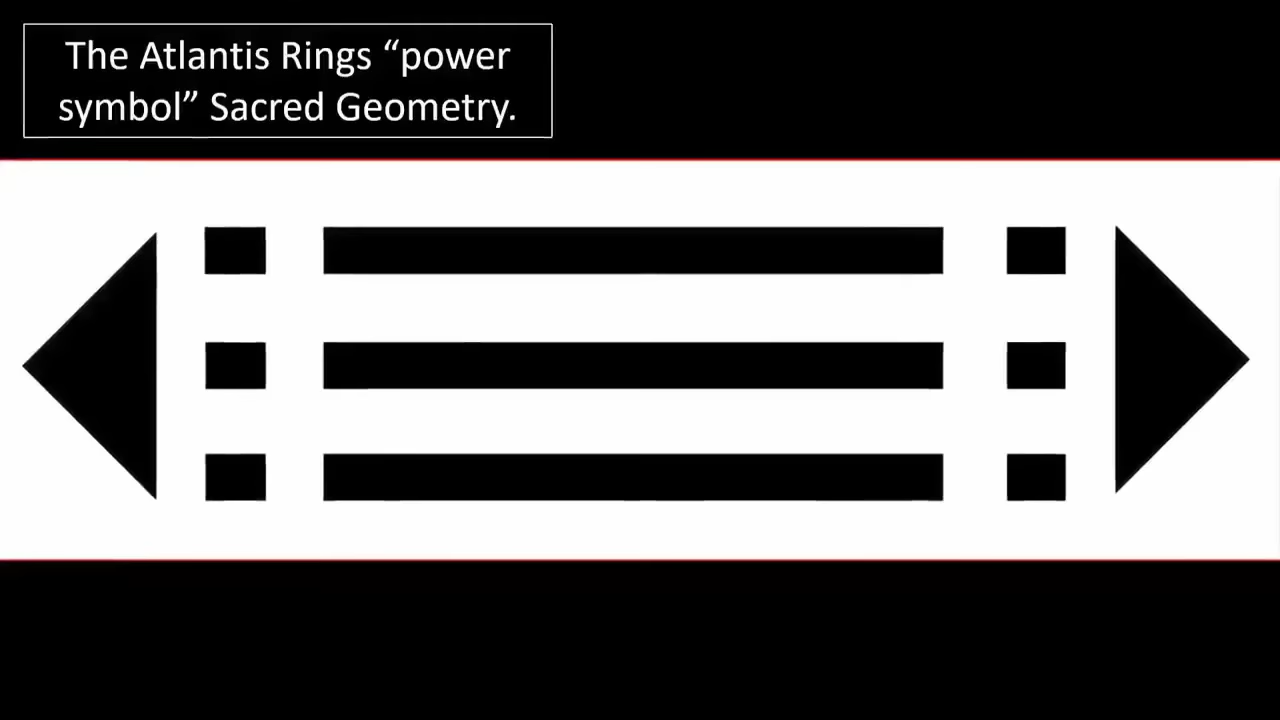 The Atlantis Rings “power
symbol” Sacred Geometry.